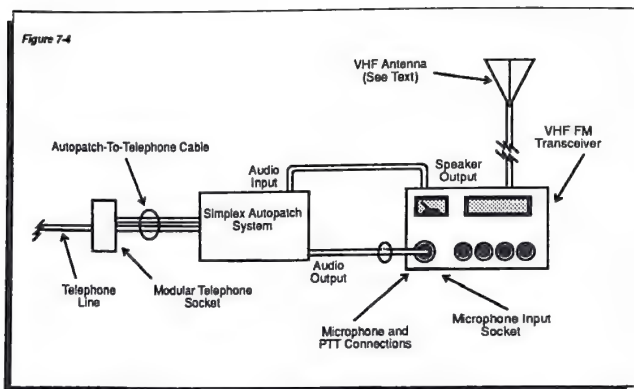 Figure 7-4
VHF Antenna
(See Text)
VHF FM
Transceiver
Autopatch-To-Telephone Cable
Audio
Input
Speaker
Output
Simplex Autopatch
System
Audio
Output
Telephone
Line
Modular Telephone
Socket
Microphone and
PTT Connections
Microphone Input
Socket